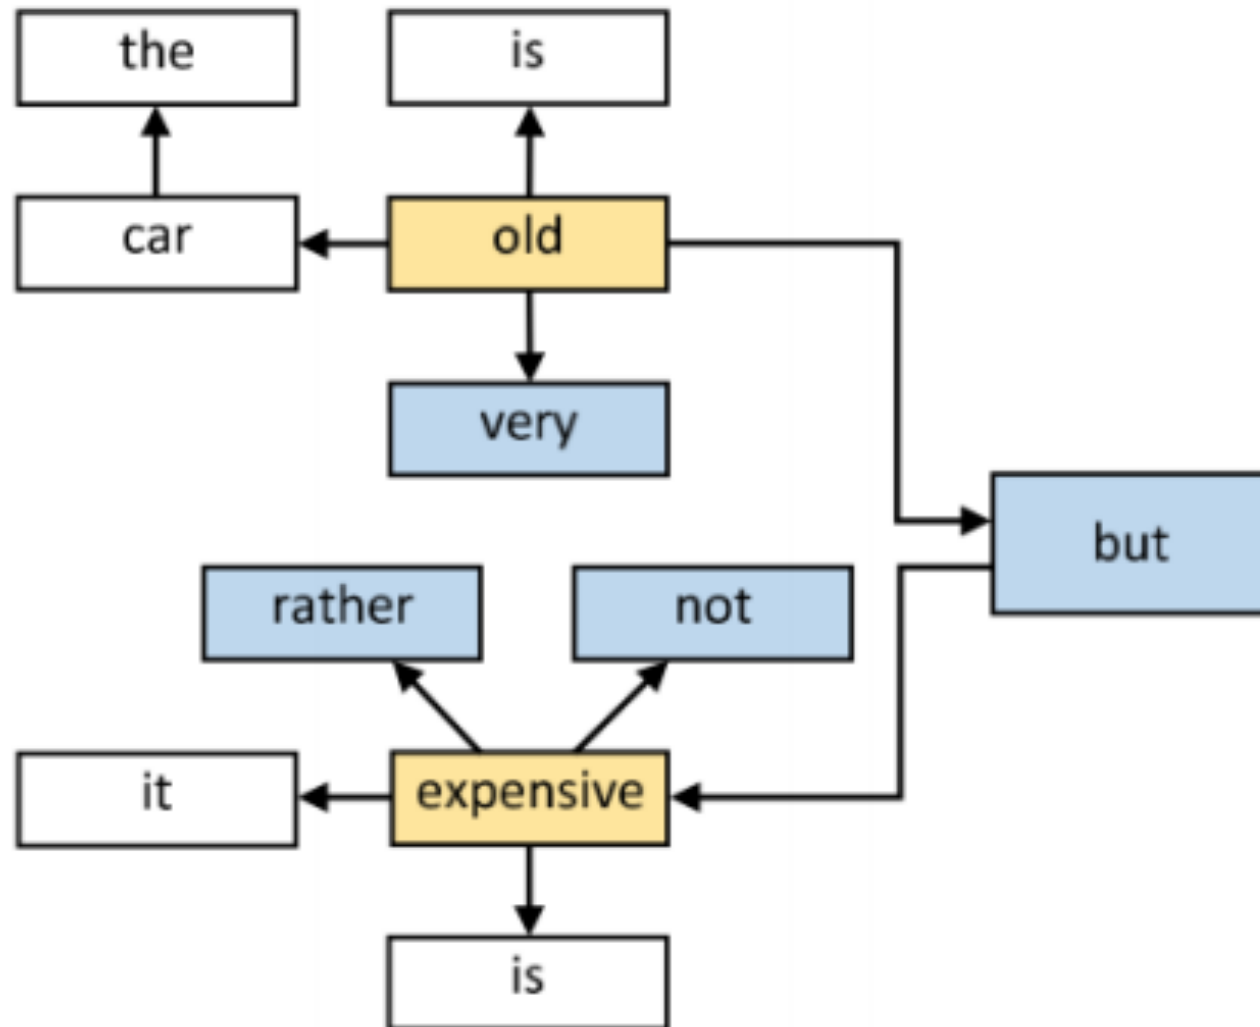 the
is
car
old
very
but
rather
not
it
expensive
is